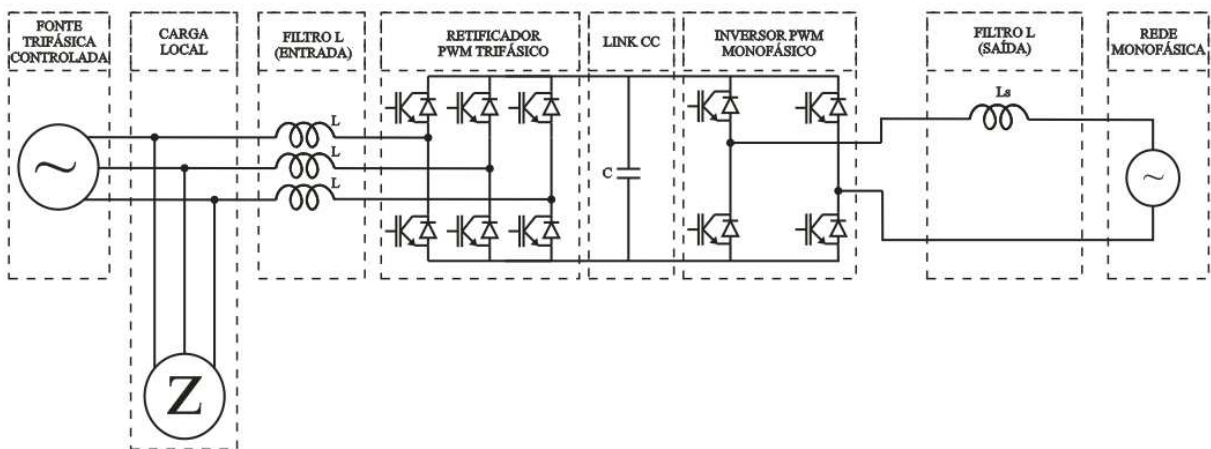 FONTE
TRIFÁSICA
CONTROLADA
CARGA
LOCAL
FILTRO L
(ENTRADA)
RETIFICADOR
PWM TRIFÁSICO
LINK CC
INVERSOR PWM
MONOFÁSICO
FILTRO L
(SAÍDA)
REDE
MONOFÁSICA
L
L
L
C
Ls
~
~
Z